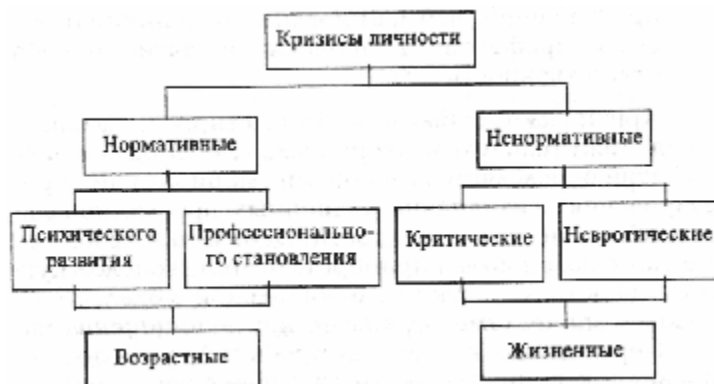 Кризисы личности
Нормативные
Ненормативные
Психического
развития
Профессионально-
го становления
Критические
Невротические
Возрастные
Жизненные